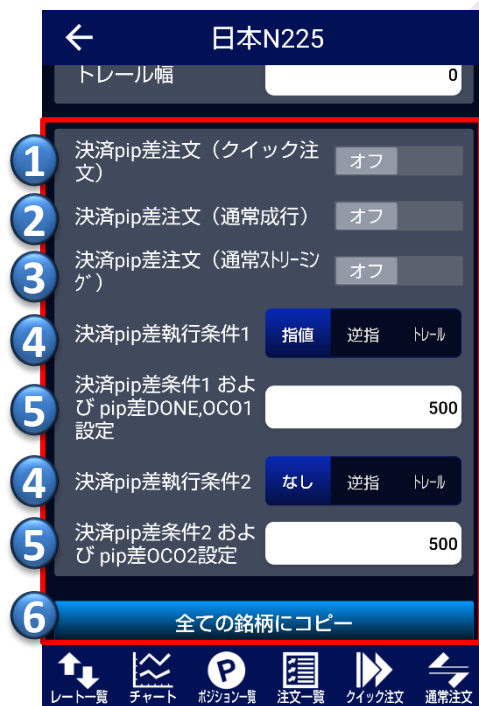 ← 日本N225
トレール幅 0
1 決済pip差注文（クイック注
文） オフ
2 決済pip差注文（通常成行） オフ
3 決済pip差注文（通常ｽﾄﾘｰﾐﾝ
ｸﾞ） オフ
4 決済pip差執行条件1 指値 逆指 ﾄﾚｰﾙ
5 決済pip差条件1 およ
び pip差DONE,OCO1
設定 500
4 決済pip差執行条件2 なし 逆指 ﾄﾚｰﾙ
5 決済pip差条件2 およ
び pip差OCO2設定 500
6 全ての銘柄にコピー
レート一覧 チャート ポジション一覧 注文一覧 クイック注文 通常注文